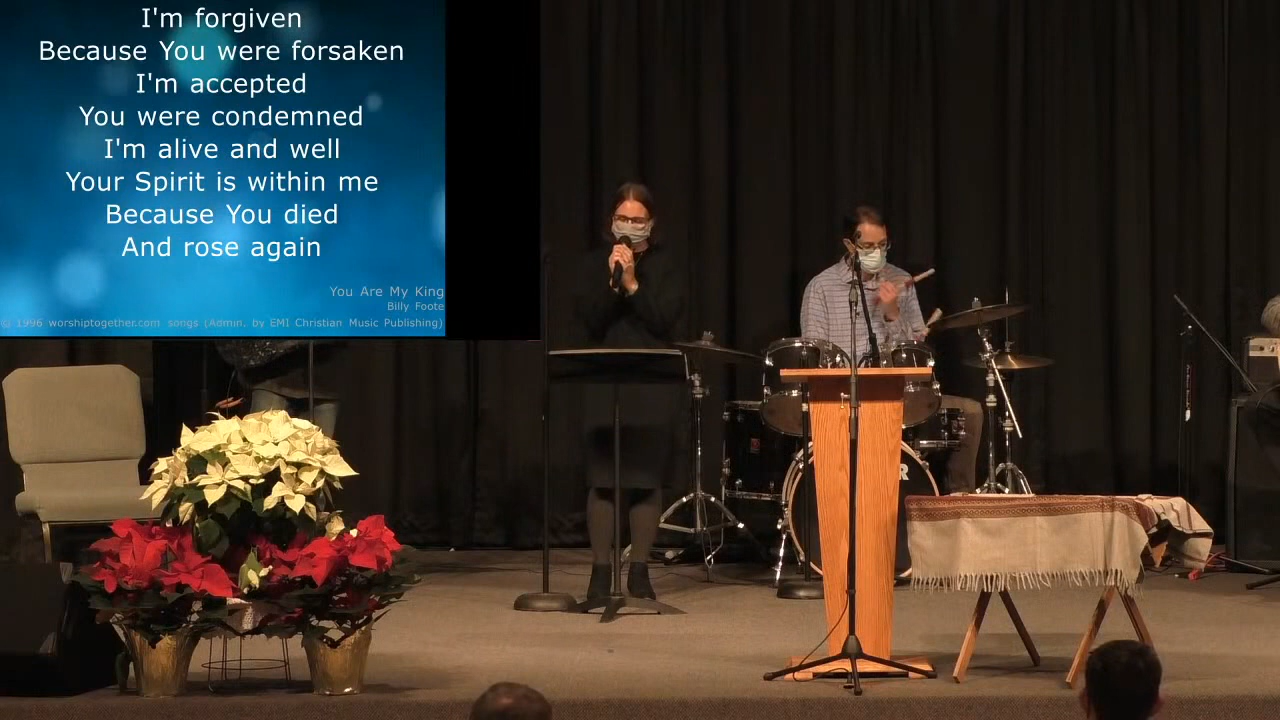 I'm forgiven
Because You were forsaken
I'm accepted
You were condemned
I'm alive and well
Your Spirit is within me
Because You died
And rose again
You Are My King
Billy Foote
© 1996 worshiptogether.com songs (Admin. by EMI Christian Music Publishing)